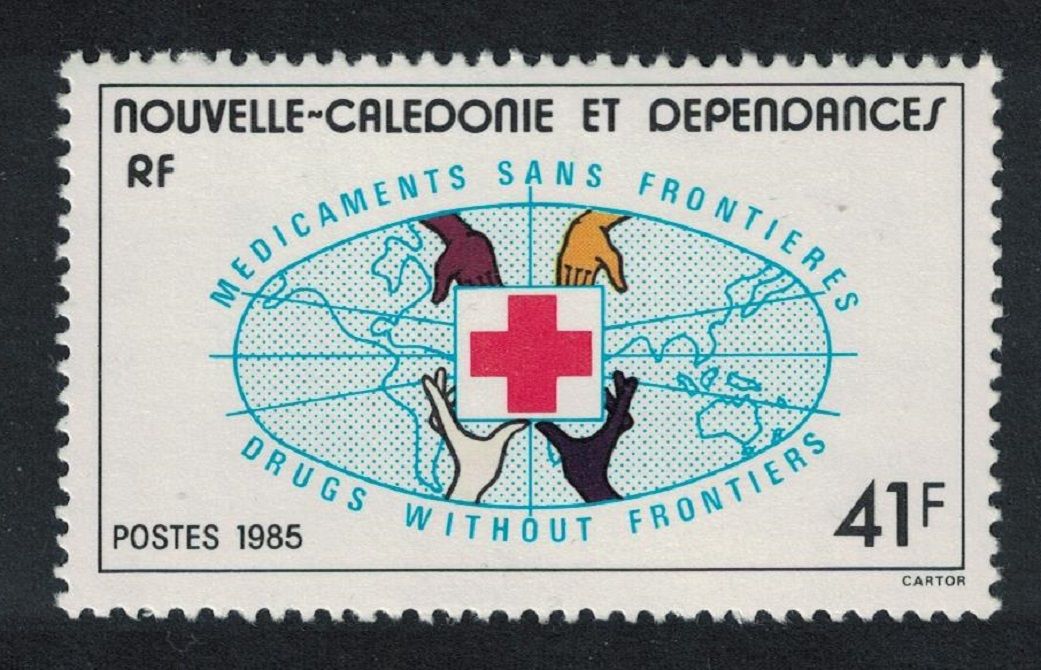 NOUVELLE~CALEDONIE ET DEPENDANCES
RF
MEDICAMENTS SANS FRONTIERES
DRUGS WITHOUT FRONTIERS
POSTES 1985
41F
CARTOR